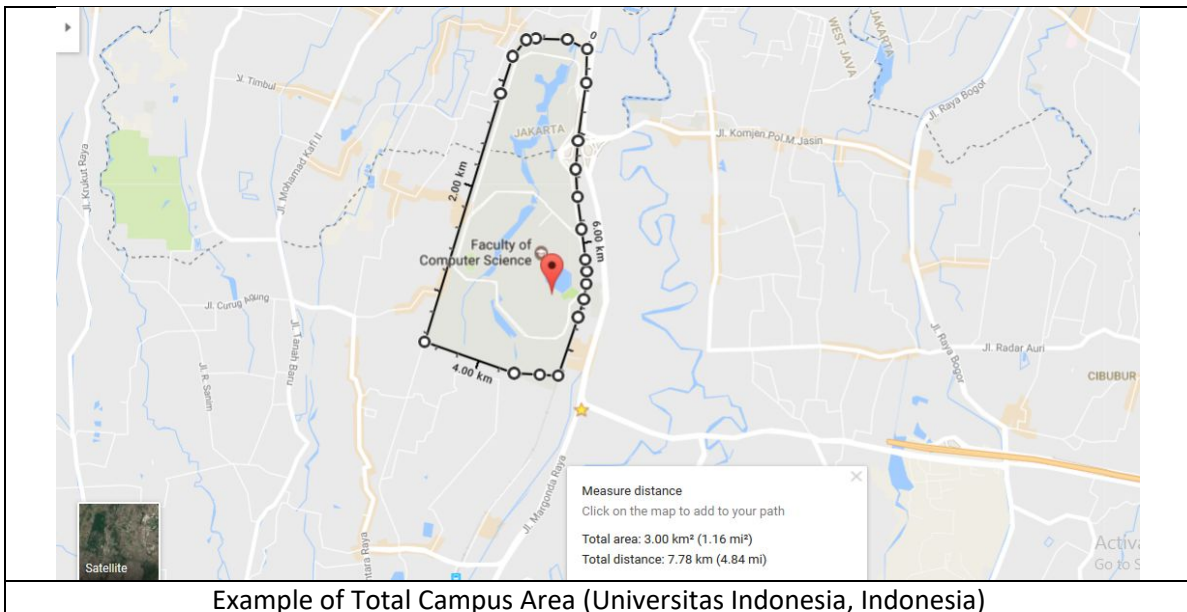 0
JAKARTA
WEST JAVA
JAKARTA
Jl. Raya Bogor
Jl. Timbul
Jl. Komjen.Pol.M.Jasin
Jl. Mohamad Kafi II
Jl. Krukut Raya
2.00 km
6.00 km
Faculty of
Computer Science
Jl. Curug Agung
Jl. Tanah Baru
Jl. Raya Bogor
Jl. Radar Auri
CIBUBUR
4.00 km
Jl. R. Sanim
Jl. Margonda Raya
Measure distance
Click on the map to add to your path
Total area: 3.00 km² (1.16 mi²)
Total distance: 7.78 km (4.84 mi)
Satellite
Go to S
Example of Total Campus Area (Universitas Indonesia, Indonesia)